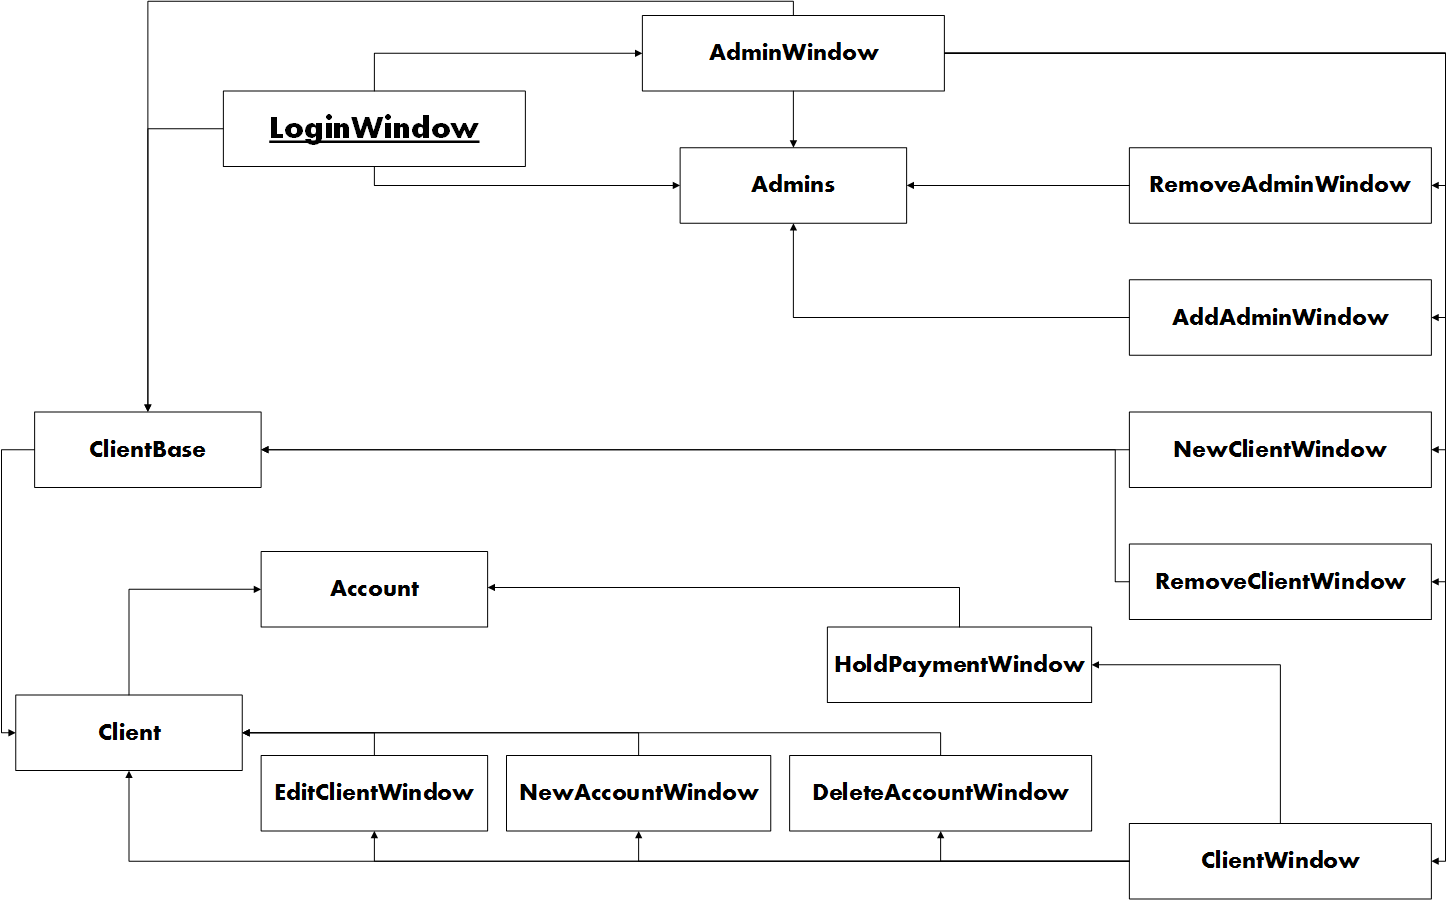 AdminWindow
LoginWindow
Admins
RemoveAdminWindow
AddAdminWindow
ClientBase
NewClientWindow
Account
RemoveClientWindow
HoldPaymentWindow
Client
EditClientWindow
NewAccountWindow
DeleteAccountWindow
ClientWindow